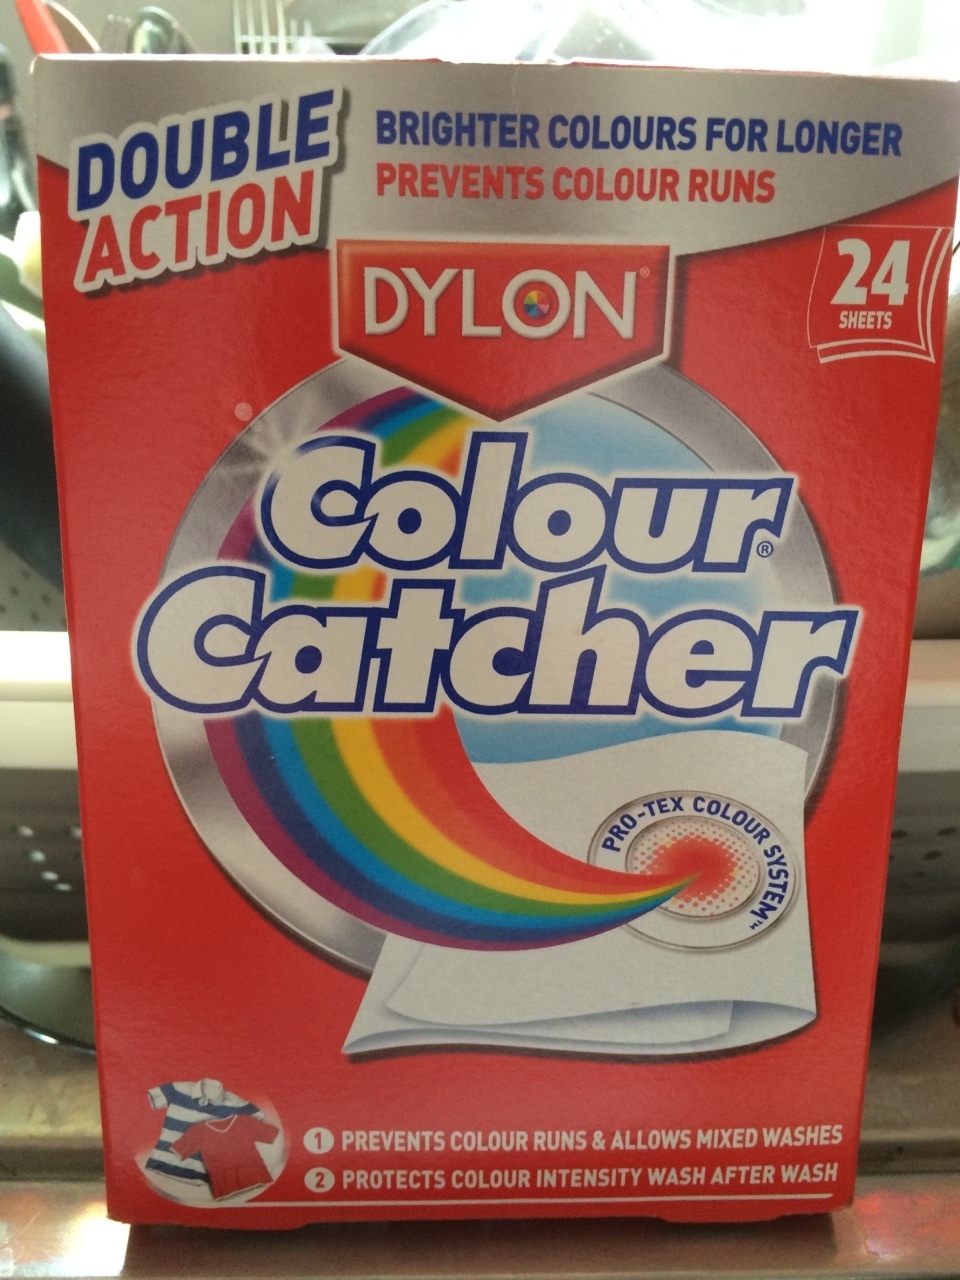 DOUBLE
ACTION
BRIGHTER COLOURS FOR LONGER
PREVENTS COLOUR RUNS
24
SHEETS
DYLON®
Colour®
Catcher
PRO-TEX COLOUR SYSTEM™
1 PREVENTS COLOUR RUNS & ALLOWS MIXED WASHES
2 PROTECTS COLOUR INTENSITY WASH AFTER WASH